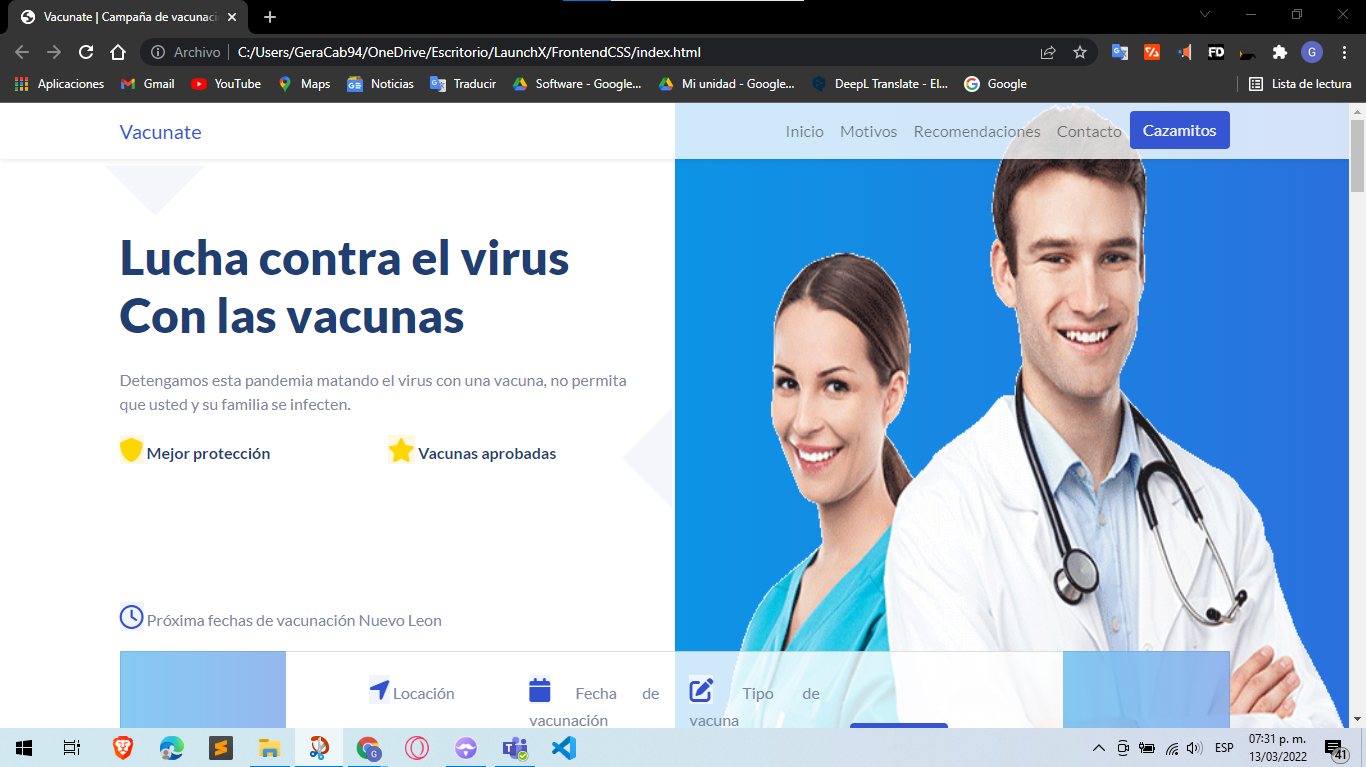 Vacunate | Campaña de vacunaci
Archivo
C:/Users/GeraCab94/OneDrive/Escritorio/LaunchX/FrontendCSS/index.html
FD
G
Aplicaciones
Gmail
YouTube
Maps
Noticias
Traducir
Software - Google...
Mi unidad - Google...
DeepL Translate - El...
Google
Lista de lectura
Vacunate
Inicio
Motivos
Recomendaciones
Contacto
Cazamitos
Lucha contra el virus
Con las vacunas
Detengamos esta pandemia matando el virus con una vacuna, no permita
que usted y su familia se infecten.
Mejor protección
Vacunas aprobadas
Próxima fechas de vacunación Nuevo Leon
Locación
Fecha de
vacunación
Tipo de
vacuna
ESP
07:31 p. m.
13/03/2022
41